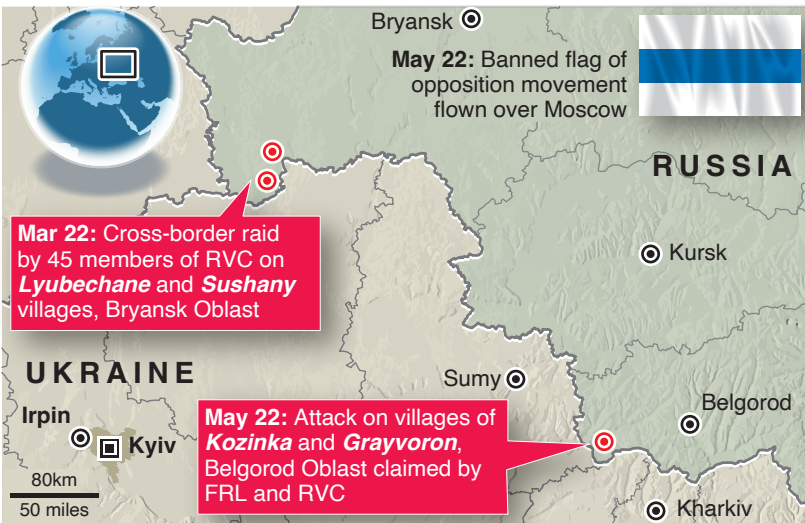 Bryansk
May 22: Banned flag of
opposition movement
flown over Moscow
RUSSIA
Mar 22: Cross-border raid
by 45 members of RVC on
Lyubechane and Sushany
villages, Bryansk Oblast
Kursk
UKRAINE
Sumy
Irpin
Kyiv
May 22: Attack on villages of
Kozinka and Grayvoron,
Belgorod Oblast claimed by
FRL and RVC
Belgorod
80km
50 miles
Kharkiv